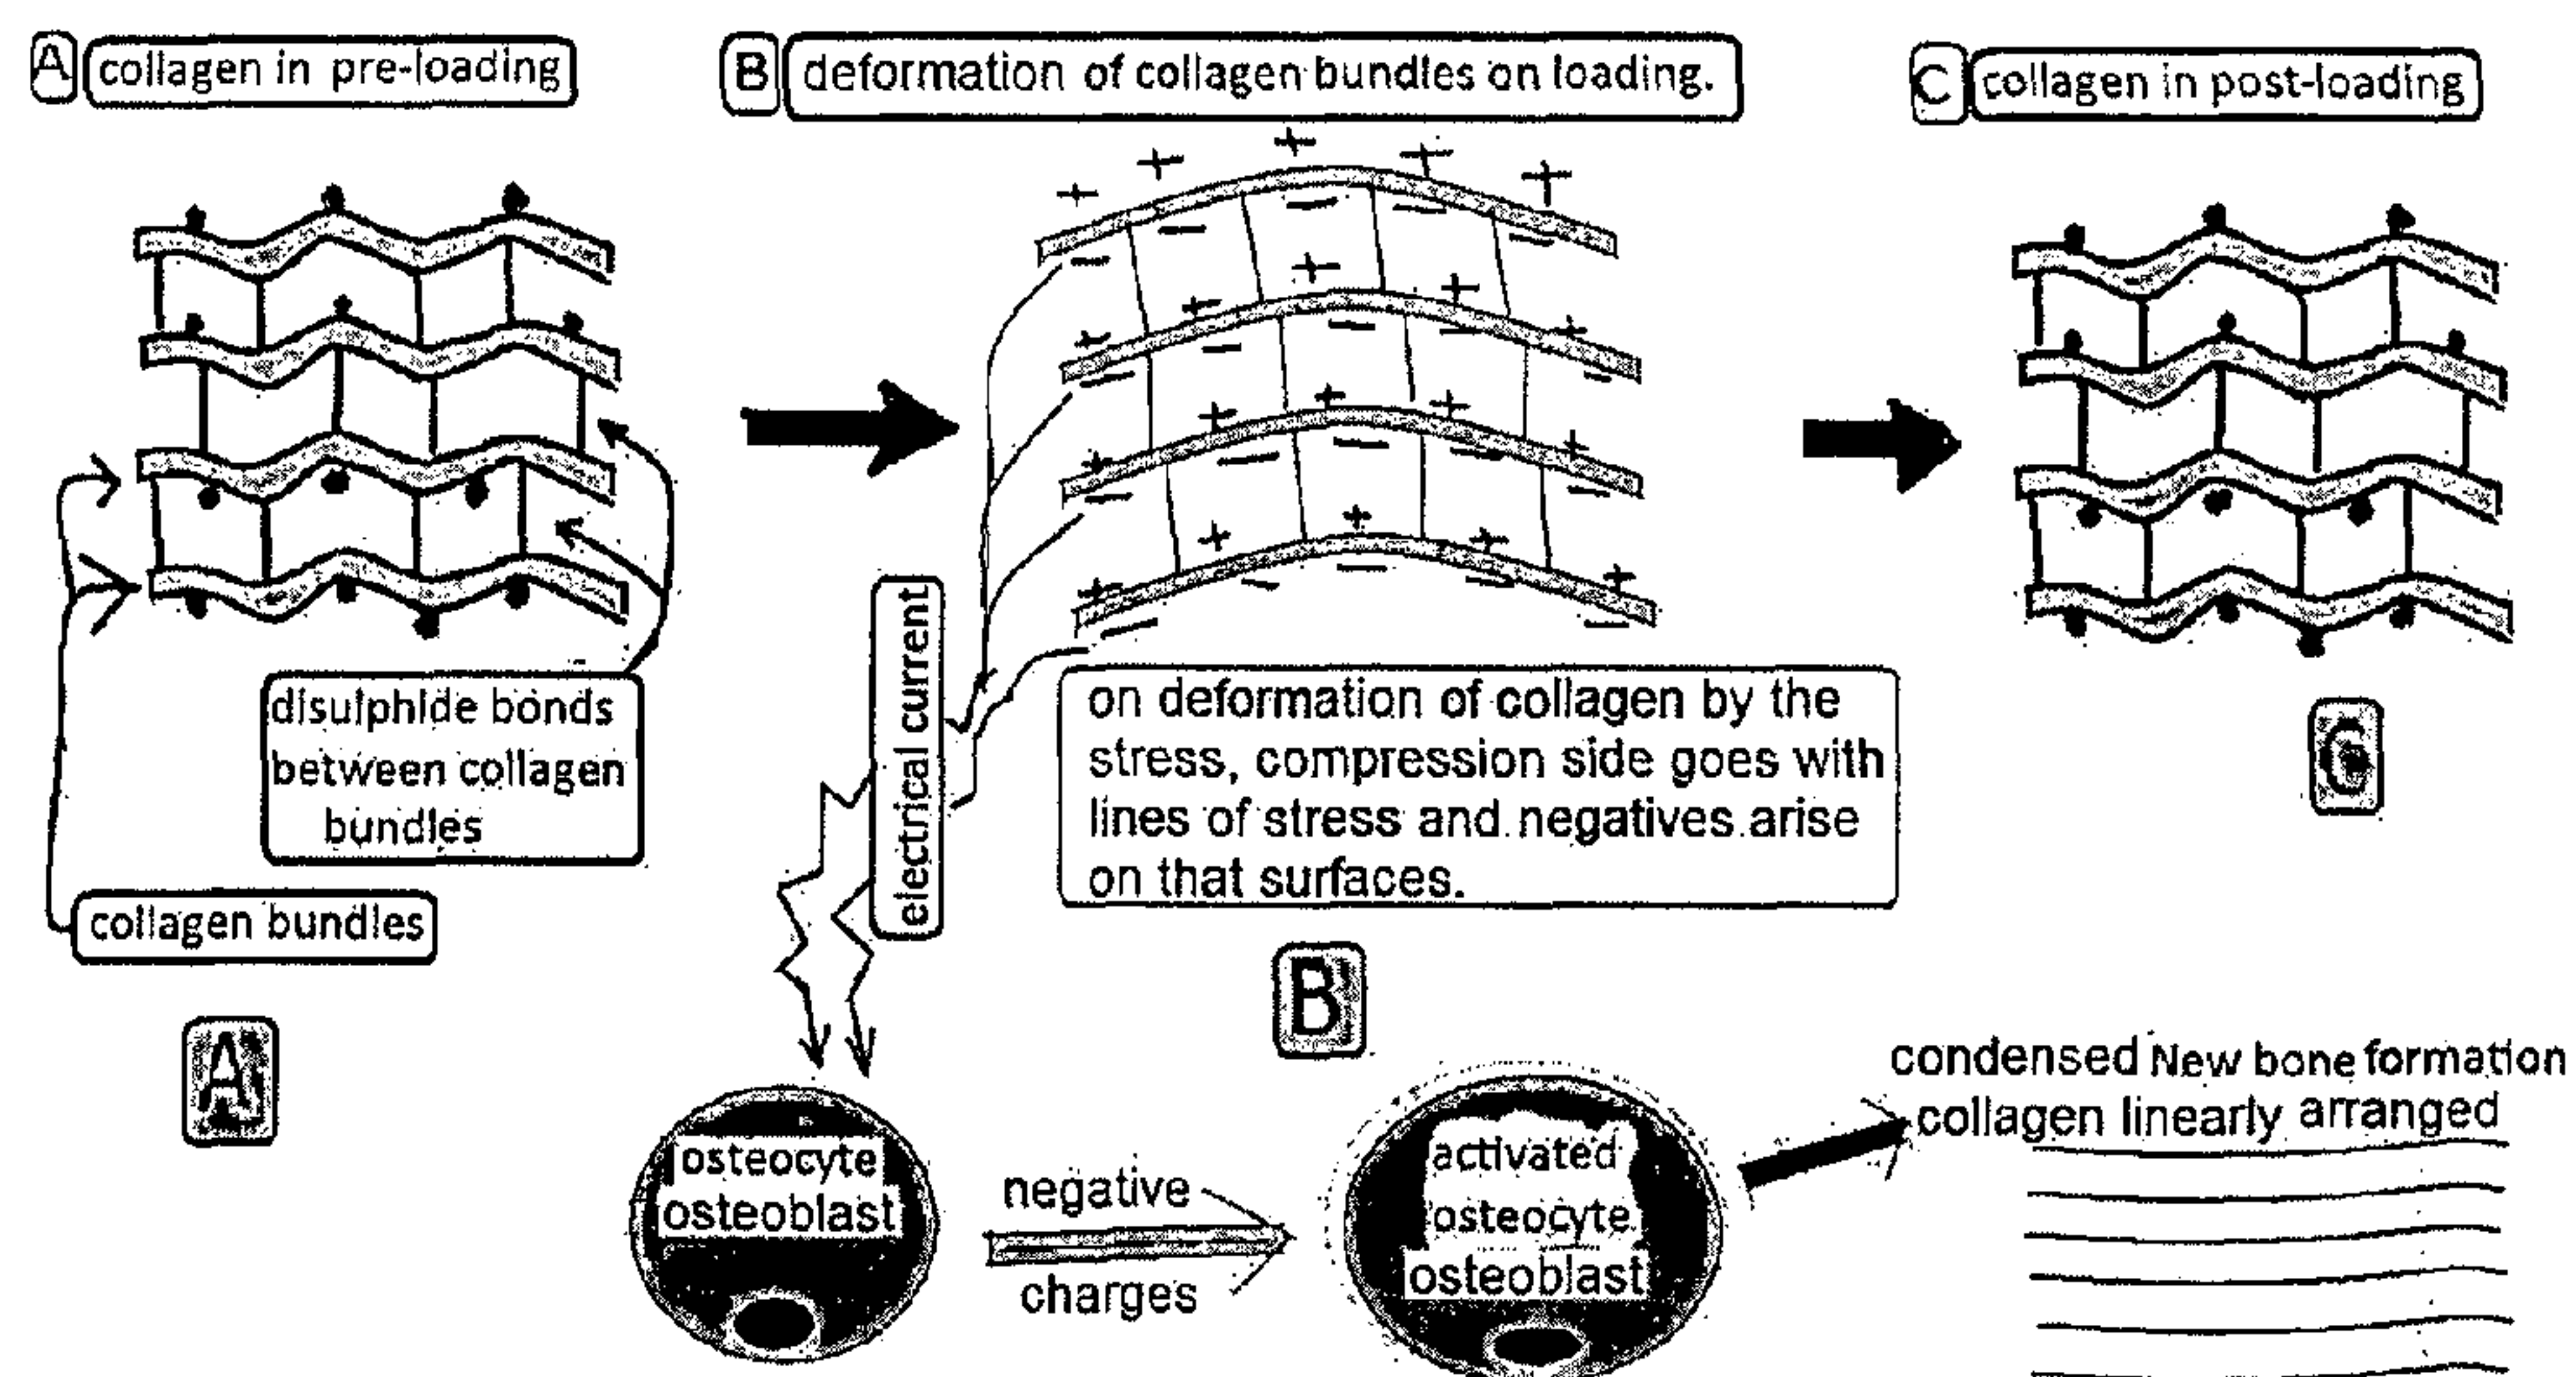 A collagen in pre-loading
B deformation of collagen bundles on loading.
C collagen in post-loading
disulphide bonds
between collagen
bundles
collagen bundles
electrical current
on deformation of collagen by the
stress, compression side goes with
lines of stress and negatives arise
on that surfaces.
A
B
C
osteocyte
osteoblast
negative
charges
activated
osteocyte
osteoblast
condensed New bone formation
collagen linearly arranged